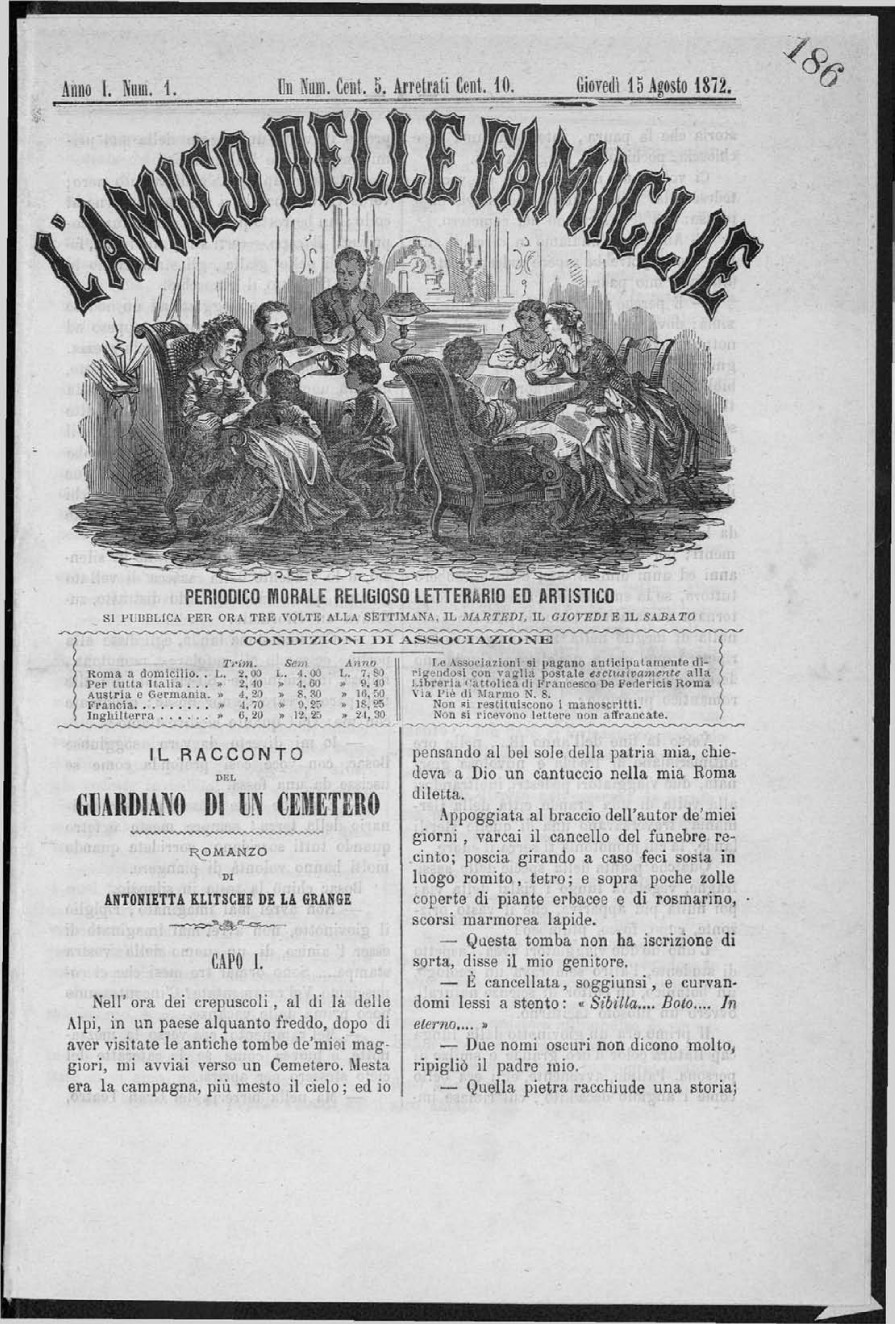 186
Anno I. Num. 1. Un Num. Cent. 5. Arretrati Cent. 10. Giovedì 15 Agosto 1872.
L'AMICO DELLE FAMIGLIE
PERIODICO MORALE RELIGIOSO LETTERARIO ED ARTISTICO
SI PUBBLICA PER ORA TRE VOLTE ALLA SETTIMANA, IL MARTEDI, IL GIOVEDI E IL SABATO
CONDIZIONI DI ASSOCIAZIONE
Trim. Sem Anno
Roma a domicilio. . L. 2,00 L. 4,00 L. 7,80
Per tutta Italia . . . » 2,40 » 4,60 » 9,40
Austria e Germania. » 4,20 » 8,30 » 16,50
Francia. . . . . . . . . » 4,70 » 9,25 » 18,25
Inghilterra . . . . . . » 6,20 » 12,25 » 24,30
Le Associazioni si pagano anticipatamente di-
rigendosi con vaglia postale esclusivamente alla
Libreria Cattolica di Francesco De Federicis Roma
Via Piè di Marmo N. 8.
Non si restituiscono i manoscritti.
Non si ricevono lettere non affrancate.
IL RACCONTO
DEL
GUARDIANO DI UN CEMETERO
ROMANZO
DI
ANTONIETTA KLITSCHE DE LA GRANGE
CAPO I.
Nell' ora dei crepuscoli, al di là delle
Alpi, in un paese alquanto freddo, dopo di
aver visitate le antiche tombe de'miei mag-
giori, mi avviai verso un Cemetero. Mesta
era la campagna, più mesto il cielo; ed io
pensando al bel sole della patria mia, chie-
deva a Dio un cantuccio nella mia Roma
diletta.
Appoggiata al braccio dell'autor de'miei
giorni, varcai il cancello del funebre re-
cinto; poscia girando a caso feci sosta in
luogo romito, tetro; e sopra poche zolle
coperte di piante erbacee e di rosmarino,
scorsi marmorea lapide.
— Questa tomba non ha iscrizione di
sorta, disse il mio genitore.
— È cancellata, soggiunsi, e curvan-
domi lessi a stento: « Sibilla.... Boto.... In
eterno.... »
— Due nomi oscuri non dicono molto,
ripigliò il padre mio.
— Quella pietra racchiude una storia;